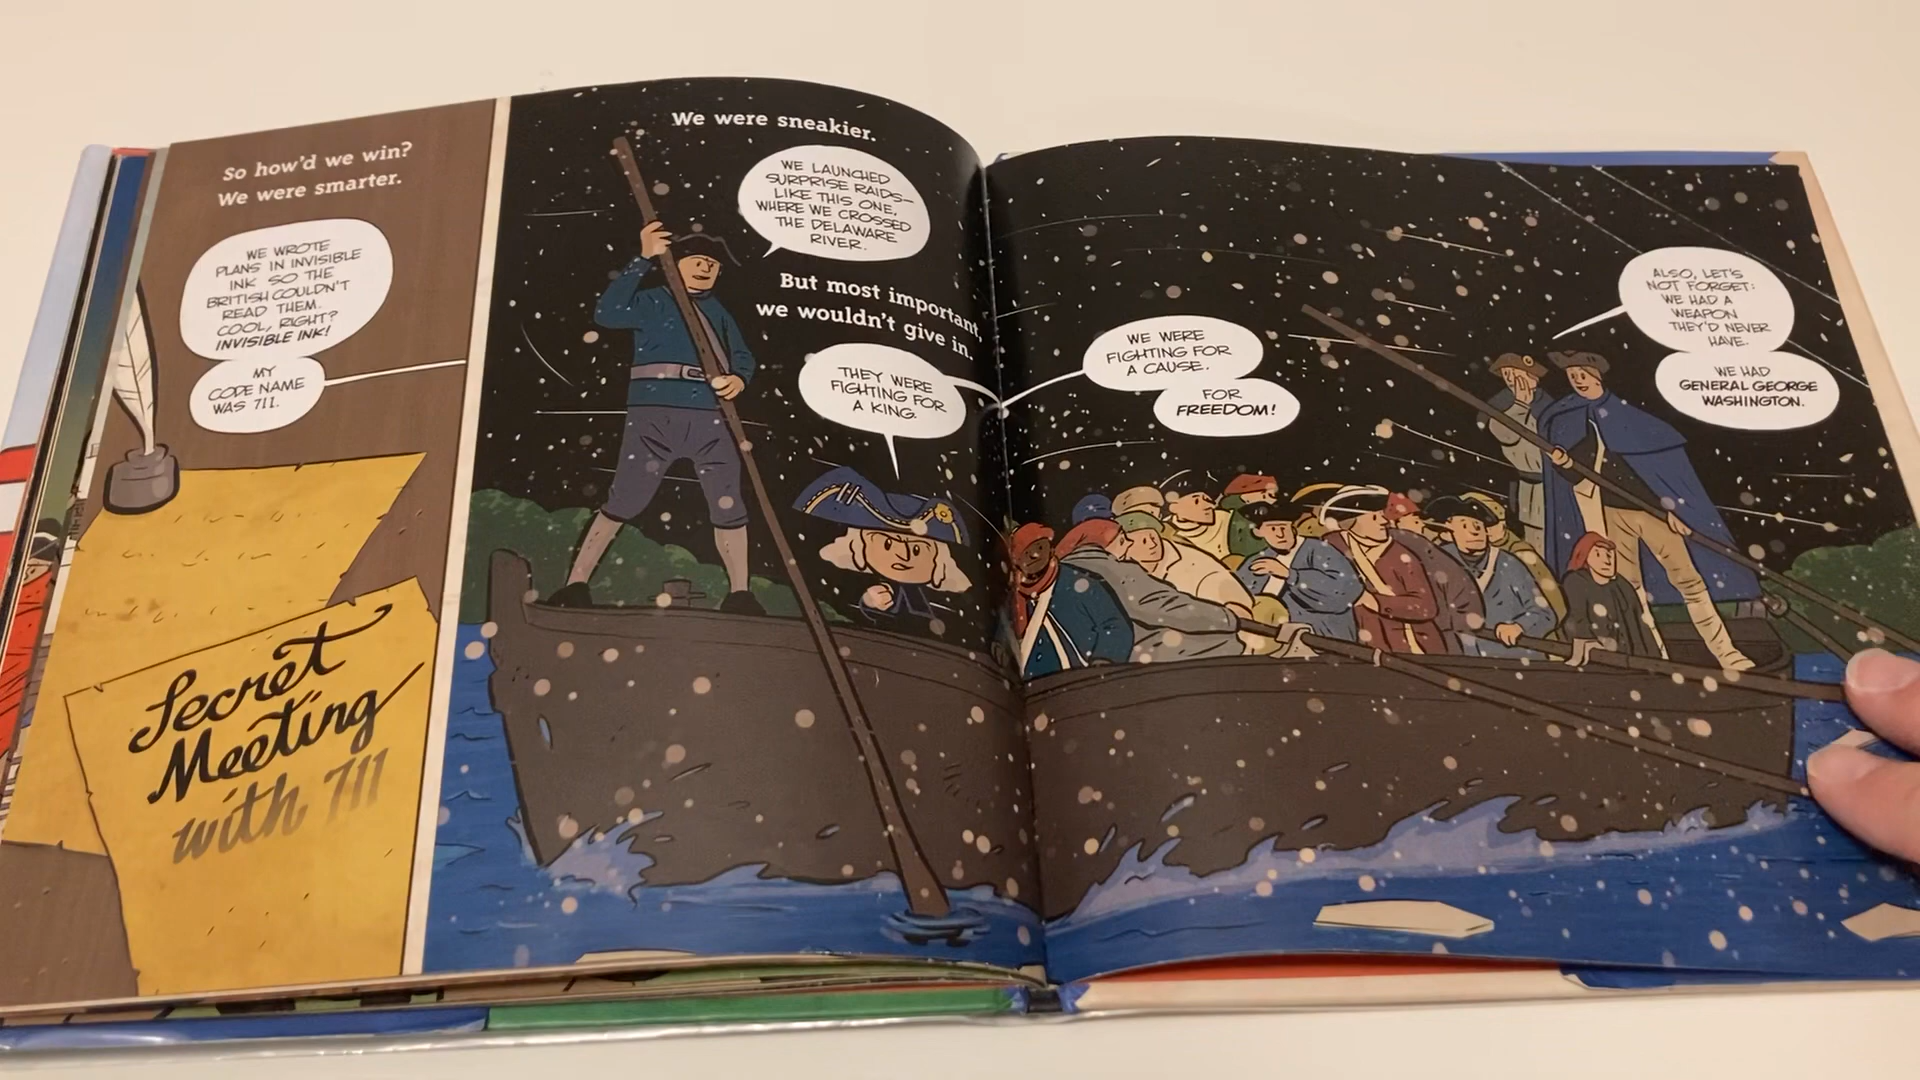 So how'd we win?
We were smarter.
WE WROTE
PLANS IN INVISIBLE
INK SO THE
BRITISH COULDN'T
READ THEM.
COOL, RIGHT?
INVISIBLE INK!
MY
CODE NAME
WAS 711.
Secret
Meeting
with 711
We were sneakier.
WE LAUNCHED
SURPRISE RAIDS—
LIKE THIS ONE,
WHERE WE CROSSED
THE DELAWARE
RIVER.
But most important,
we wouldn't give in.
THEY WERE
FIGHTING FOR
A KING.
WE WERE
FIGHTING FOR
A CAUSE.
FOR
FREEDOM!
ALSO, LET'S
NOT FORGET:
WE HAD A
WEAPON
THEY'D NEVER
HAVE.
WE HAD
GENERAL GEORGE
WASHINGTON.